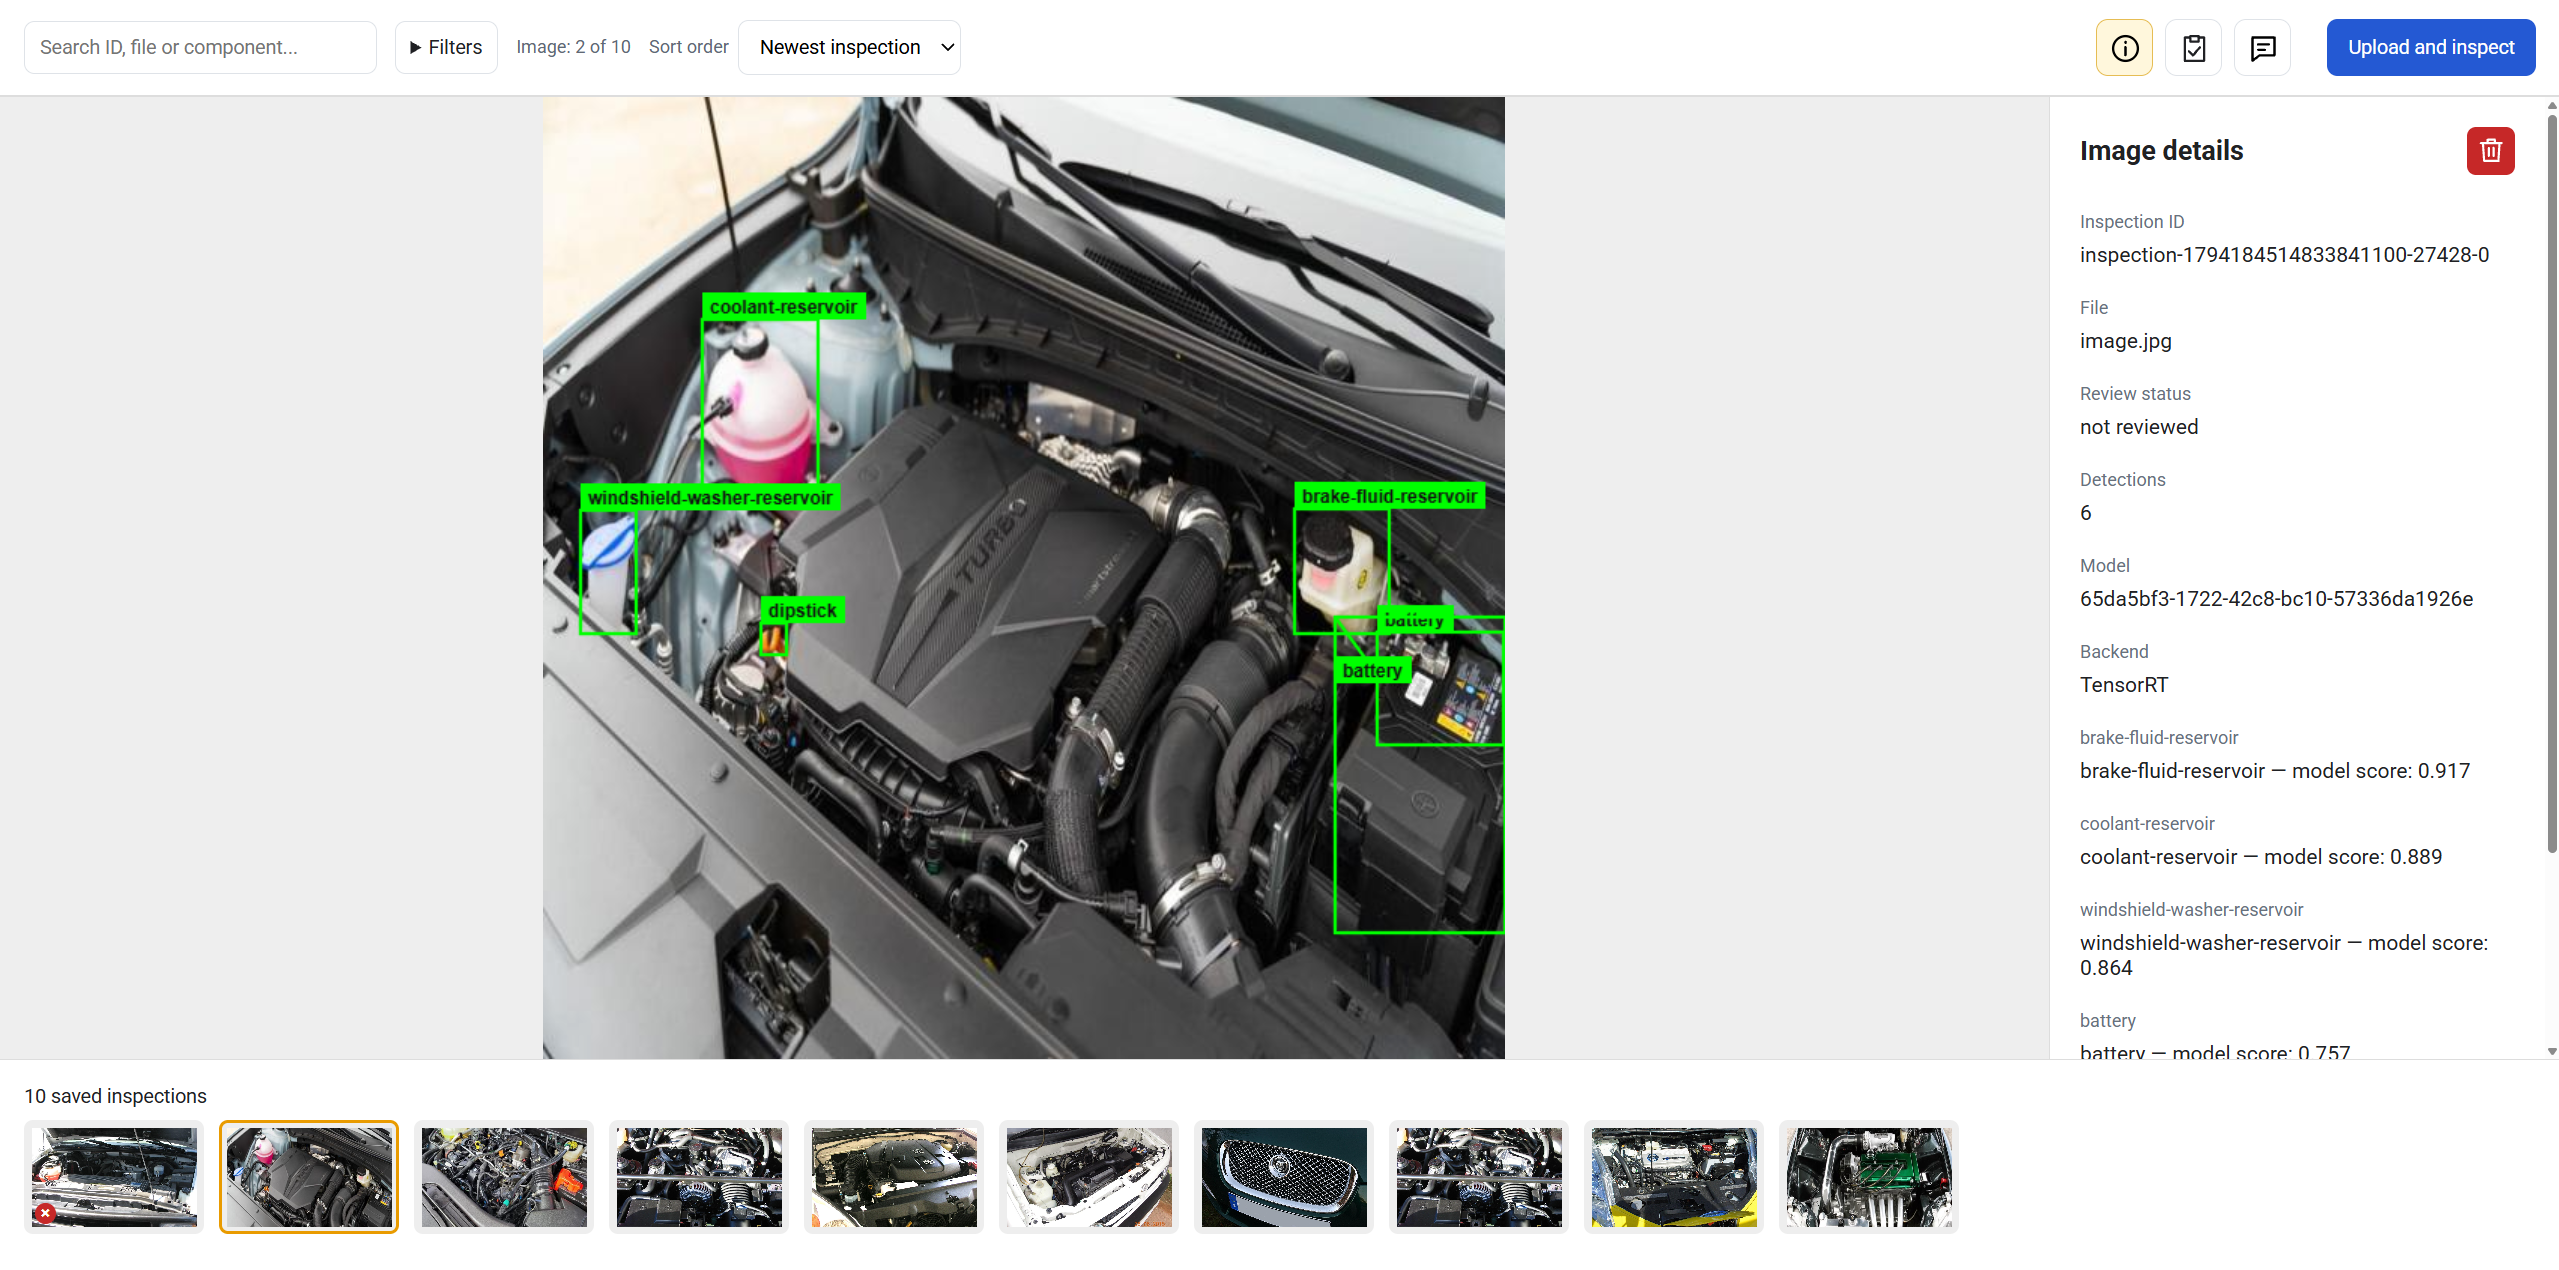 Search ID, file or component...
Filters
Image: 2 of 10
Sort order
Newest inspection
Upload and inspect
coolant-reservoir
windshield-washer-reservoir
brake-fluid-reservoir
dipstick
battery
battery
TURBO
Image details
Inspection ID
inspection-1794184514833841100-27428-0
File
image.jpg
Review status
not reviewed
Detections
6
Model
65da5bf3-1722-42c8-bc10-57336da1926e
Backend
TensorRT
brake-fluid-reservoir
brake-fluid-reservoir — model score: 0.917
coolant-reservoir
coolant-reservoir — model score: 0.889
windshield-washer-reservoir
windshield-washer-reservoir — model score:
0.864
battery
battery — model score: 0.757
10 saved inspections